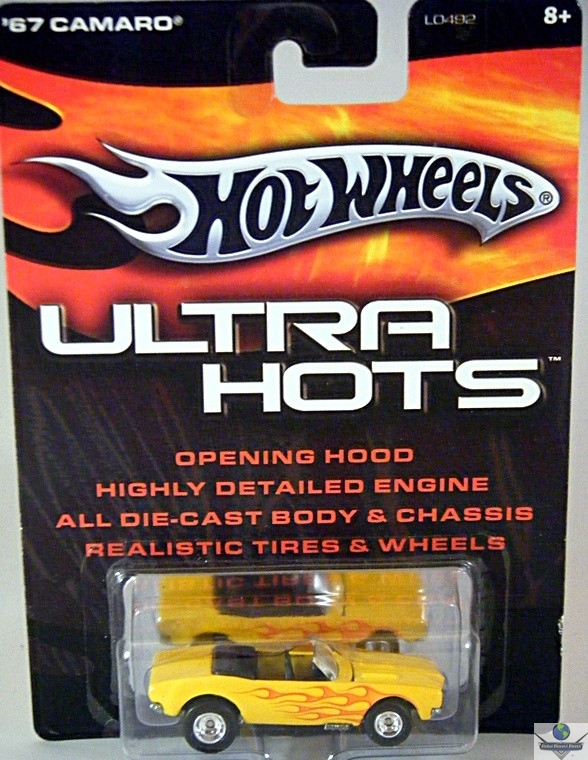 '67 CAMARO®
L0492
8+
HOT WHEELS®
ULTRA
HOTS™
OPENING HOOD
HIGHLY DETAILED ENGINE
ALL DIE-CAST BODY & CHASSIS
REALISTIC TIRES & WHEELS